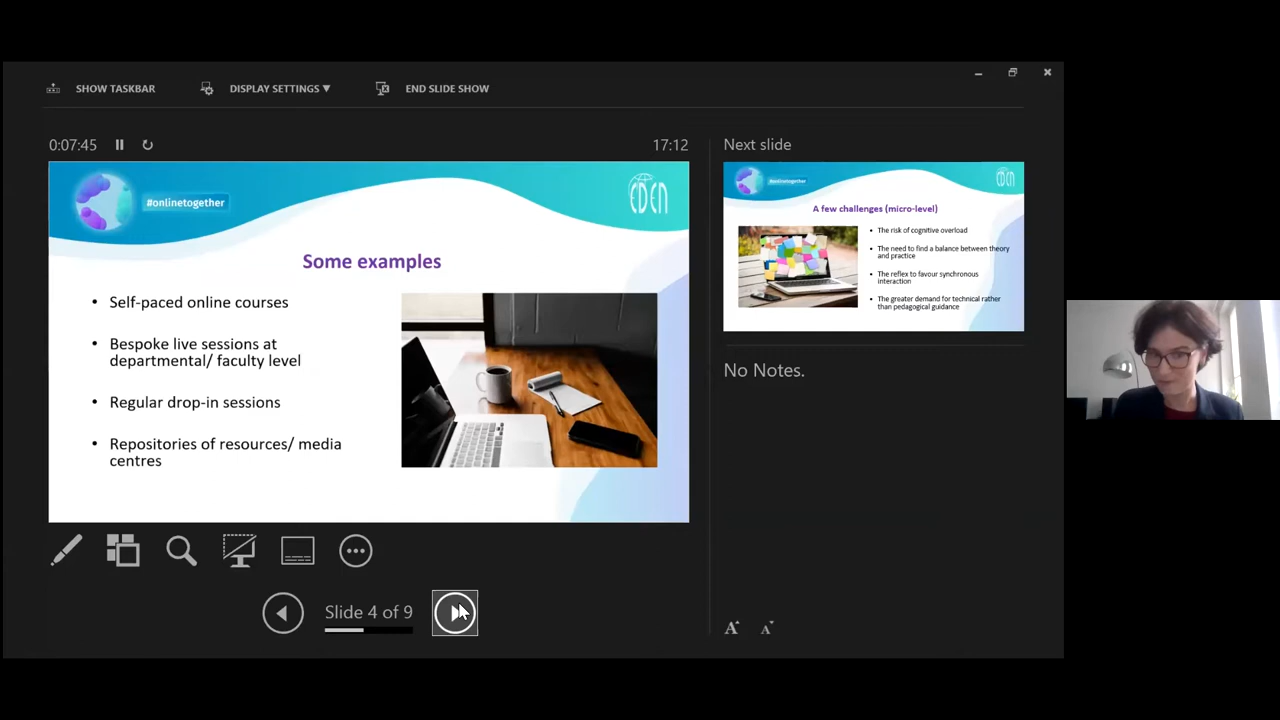 SHOW TASKBAR
DISPLAY SETTINGS ▼
END SLIDE SHOW
0:07:45
17:12
#onlinetogether
EDEN
Some examples
• Self-paced online courses
• Bespoke live sessions at
departmental/ faculty level
• Regular drop-in sessions
• Repositories of resources/ media
centres
Slide 4 of 9
Next slide
#onlinetogether
EDEN
A few challenges (micro-level)
• The risk of cognitive overload
• The need to find a balance between theory
and practice
• The reflex to favour synchronous
interaction
• The greater demand for technical rather
than pedagogical guidance
No Notes.
A A